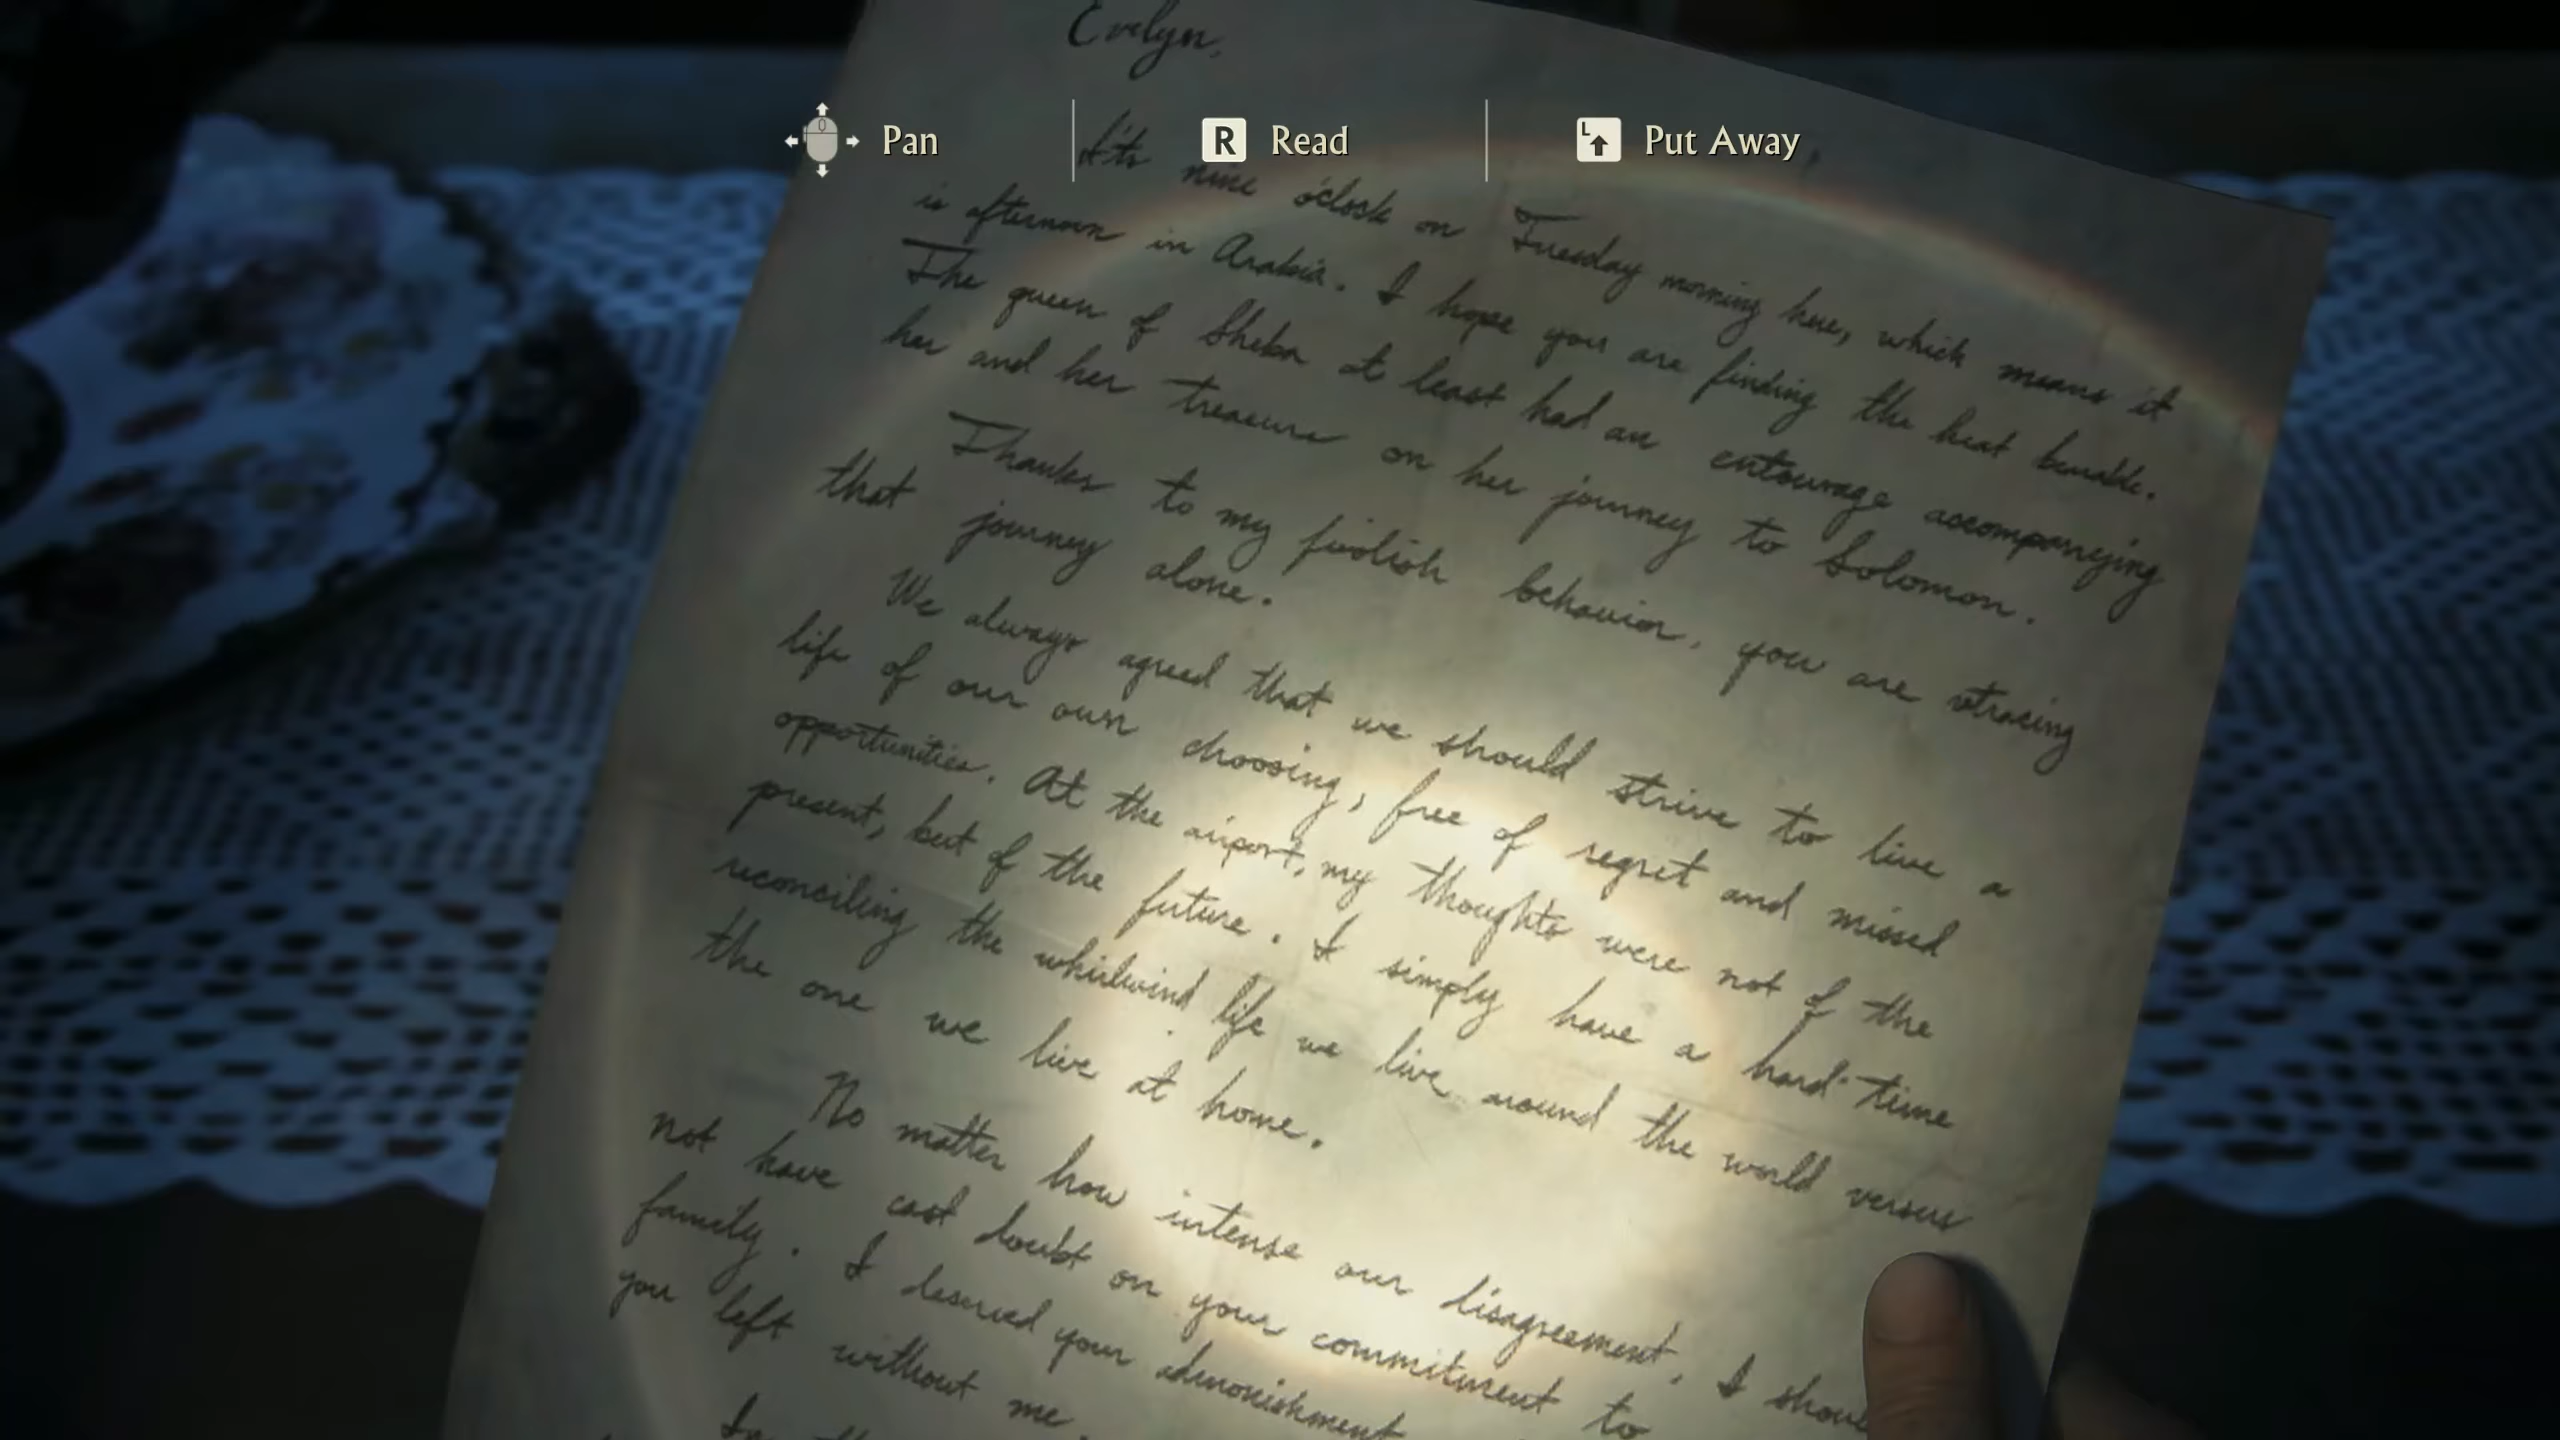 Evelyn,
Pan
R Read
L Put Away
It's nine o'clock on Tuesday morning here, which means it
is afternoon in Arabia. I hope you are finding the heat bearable.
The queen of Sheba at least had an entourage accompanying
her and her treasure on her journey to Solomon.
Thanks to my foolish behavior, you are tracing
that journey alone.
We always agreed that we should strive to live a
life of our own choosing, free of regret and missed
opportunities. At the airport, my thoughts were not of the
present, but of the future. I simply have a hard time
reconciling the whirlwind life we live around the world versus
the one we live at home.
No matter how intense our disagreement, I shou
not have cast doubt on your commitment to
family. I deserved your admonishment
you left without me.